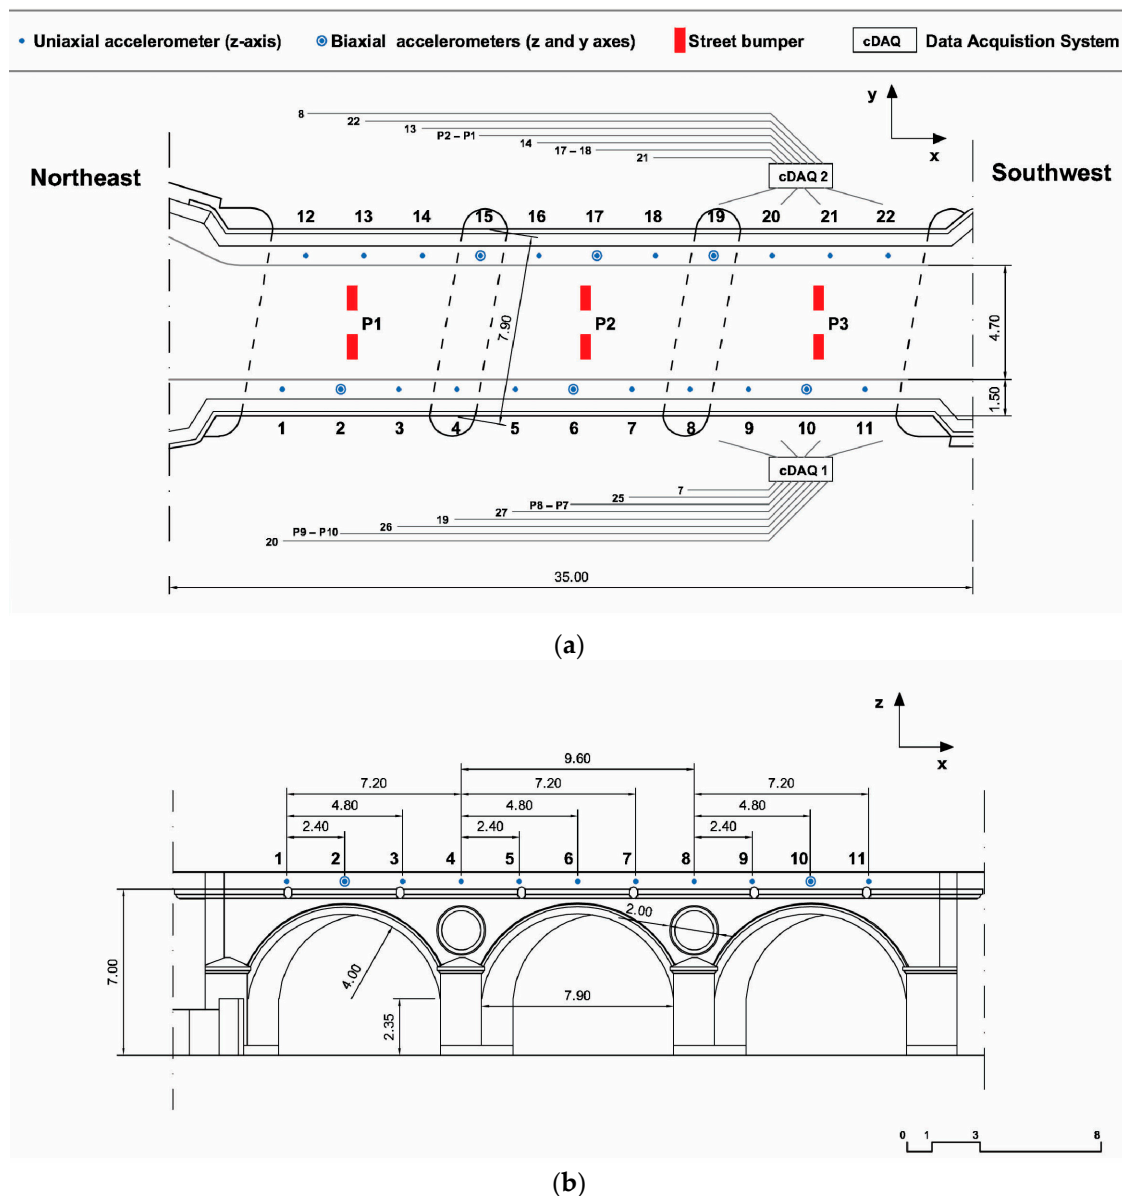 Uniaxial accelerometer (z-axis) Biaxial accelerometers (z and y axes) Street bumper cDAQ Data Acquistion System
8
22
13
P2 – P1
14
17 – 18
21
y
x
cDAQ 2
Northeast
Southwest
12 13 14 15 16 17 18 19 20 21 22
P1 P2 P3
7.90
4.70
1.50
1 2 3 4 5 6 7 8 9 10 11
cDAQ 1
7
25
P8 – P7
27
19
26
P9 – P10
20
35.00
(a)
z
x
9.60
7.20 7.20 7.20
4.80 4.80 4.80
2.40 2.40 2.40
1 2 3 4 5 6 7 8 9 10 11
2.00
4.00
7.00
7.90
2.35
0 1 3 8
(b)